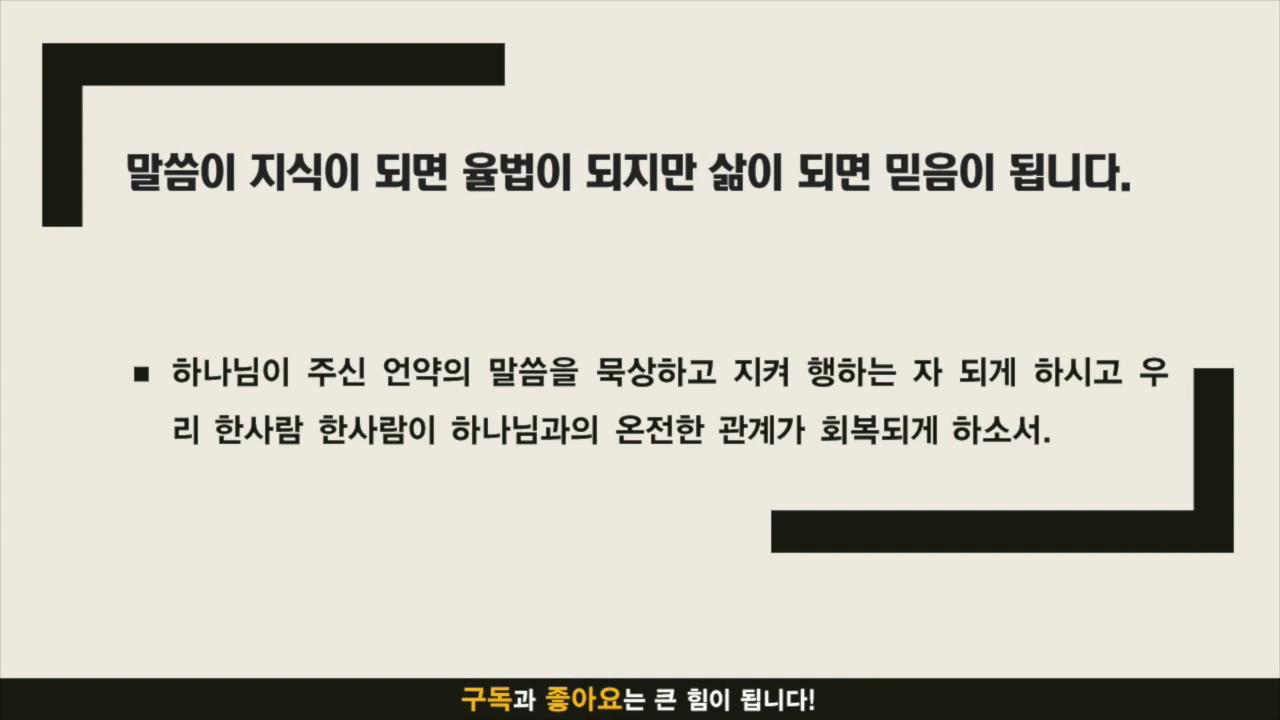 말씀이 지식이 되면 율법이 되지만 삶이 되면 믿음이 됩니다.
■ 하나님이 주신 언약의 말씀을 묵상하고 지켜 행하는 자 되게 하시고 우
리 한사람 한사람이 하나님과의 온전한 관계가 회복되게 하소서.
구독과 좋아요는 큰 힘이 됩니다!